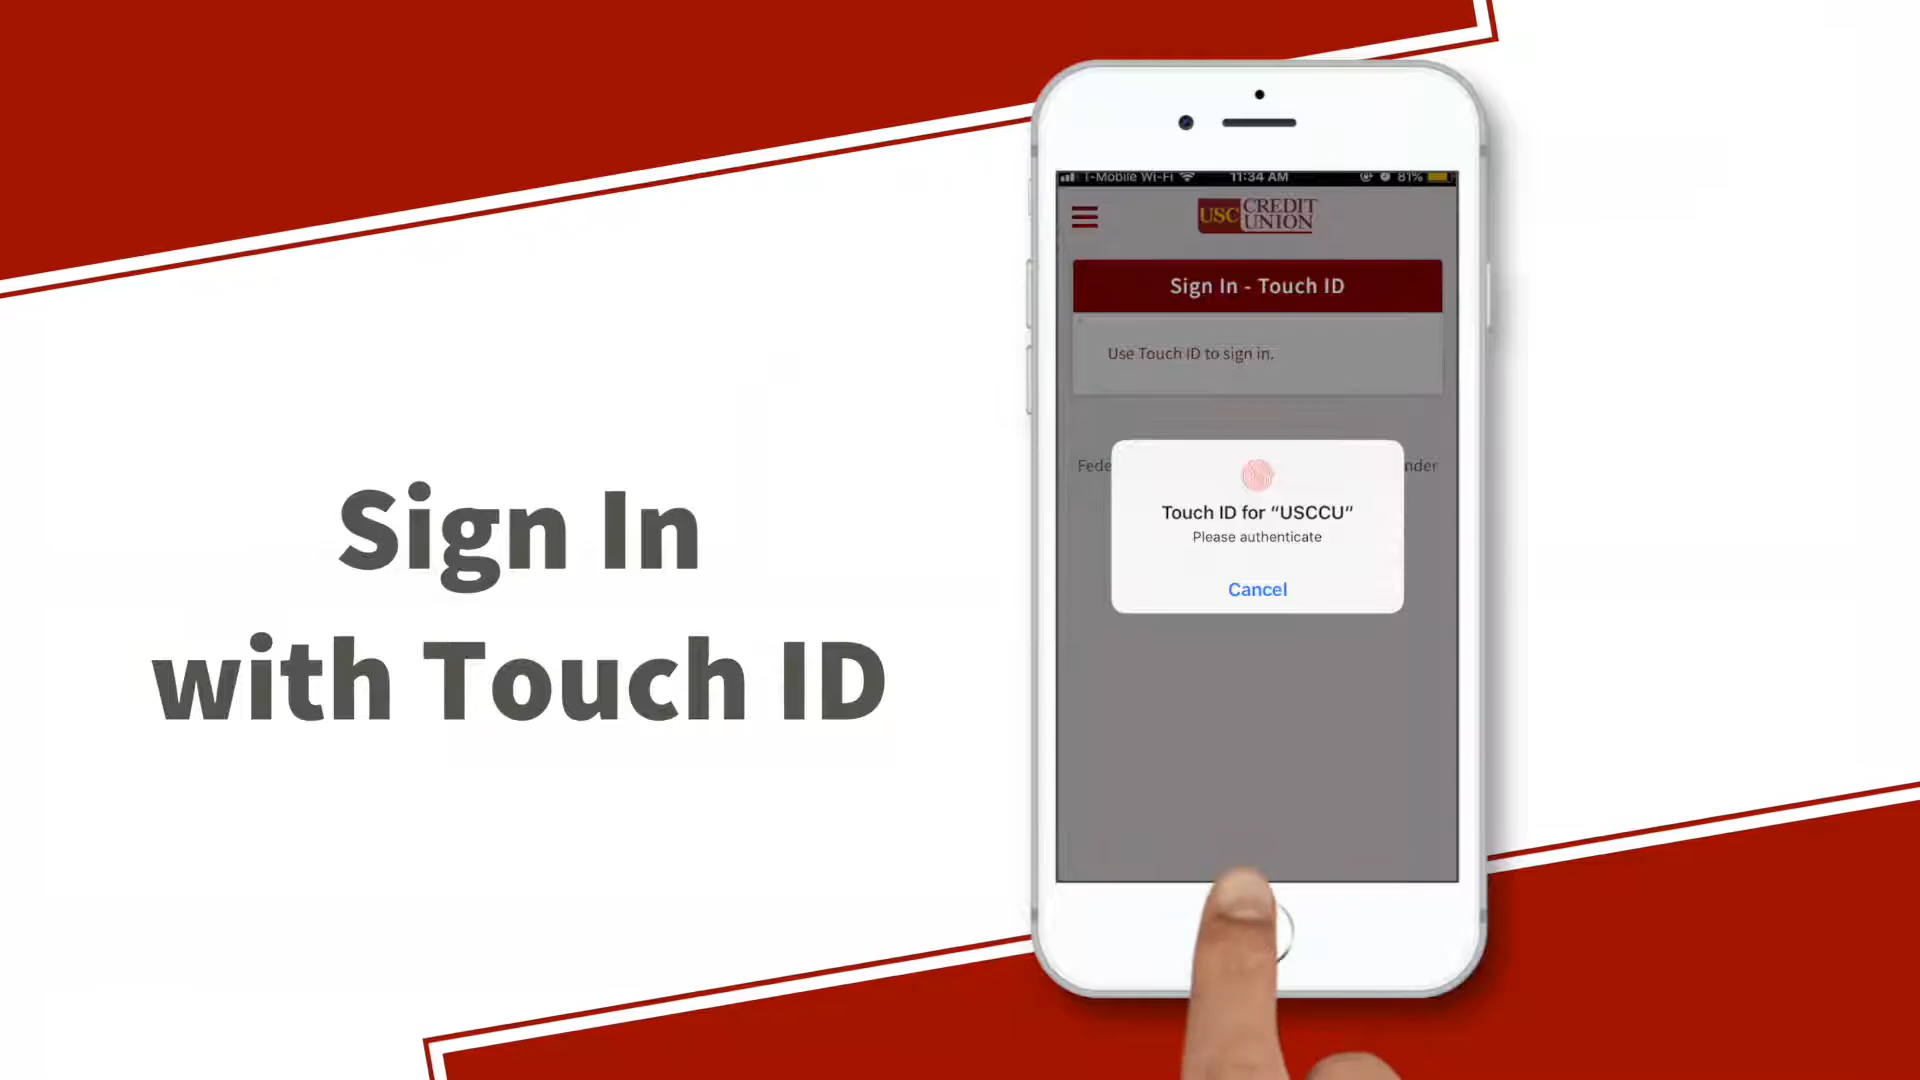 Sign In
with Touch ID
T-Mobile Wi-Fi 11:34 AM 81%
USC CREDIT UNION
Sign In - Touch ID
Use Touch ID to sign in.
Fede nder
Touch ID for “USCCU”
Please authenticate
Cancel